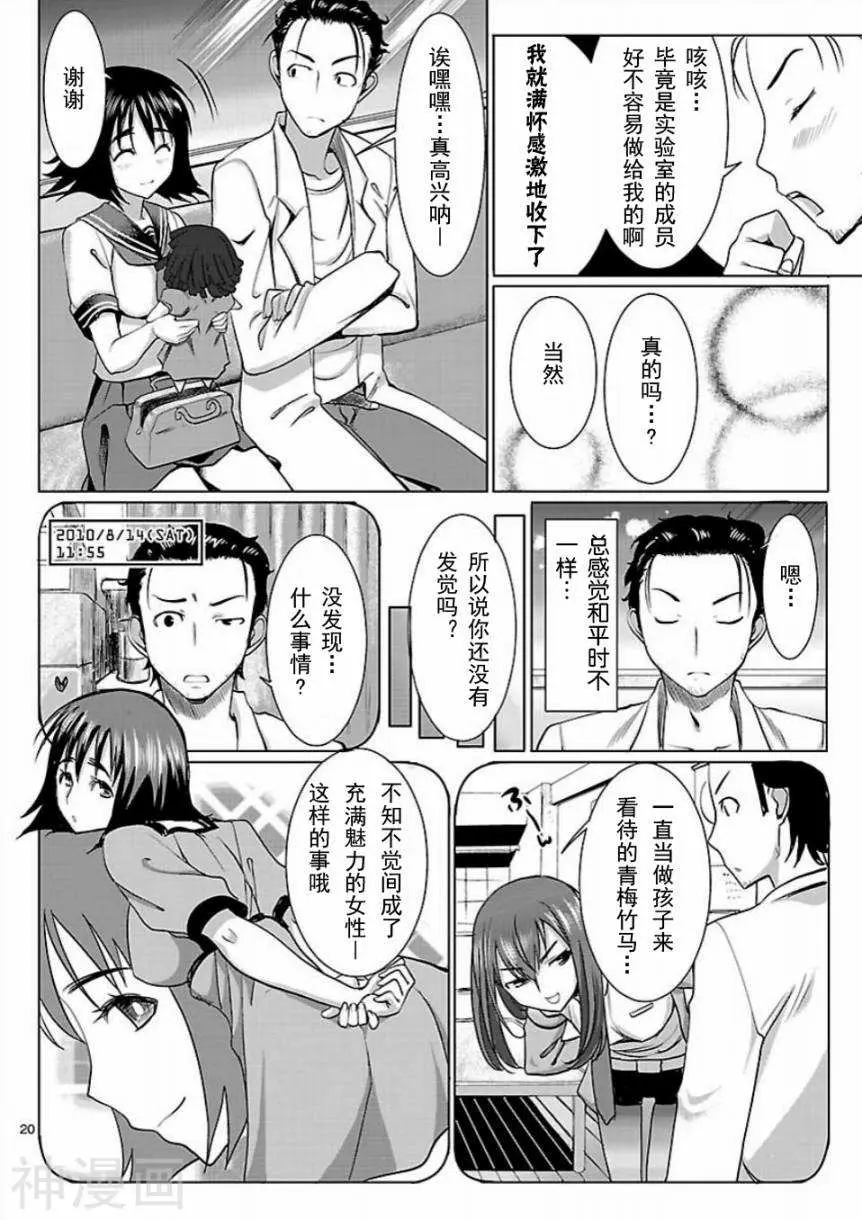 咳咳…
毕竟是实验室的成员
好不容易做给我的啊
我就满怀感激地收下了
真的吗…?
当然
诶嘿嘿…真高兴呐—
谢谢
嗯…
总感觉和平时不
一样…
所以说你还没有
发觉吗?
2010/8/14(SAT)
11:55
没发现…
什么事情?
一直当做孩子来
看待的青梅竹马…
不知不觉间成了
充满魅力的女性—
这样的事哦
20
神漫画